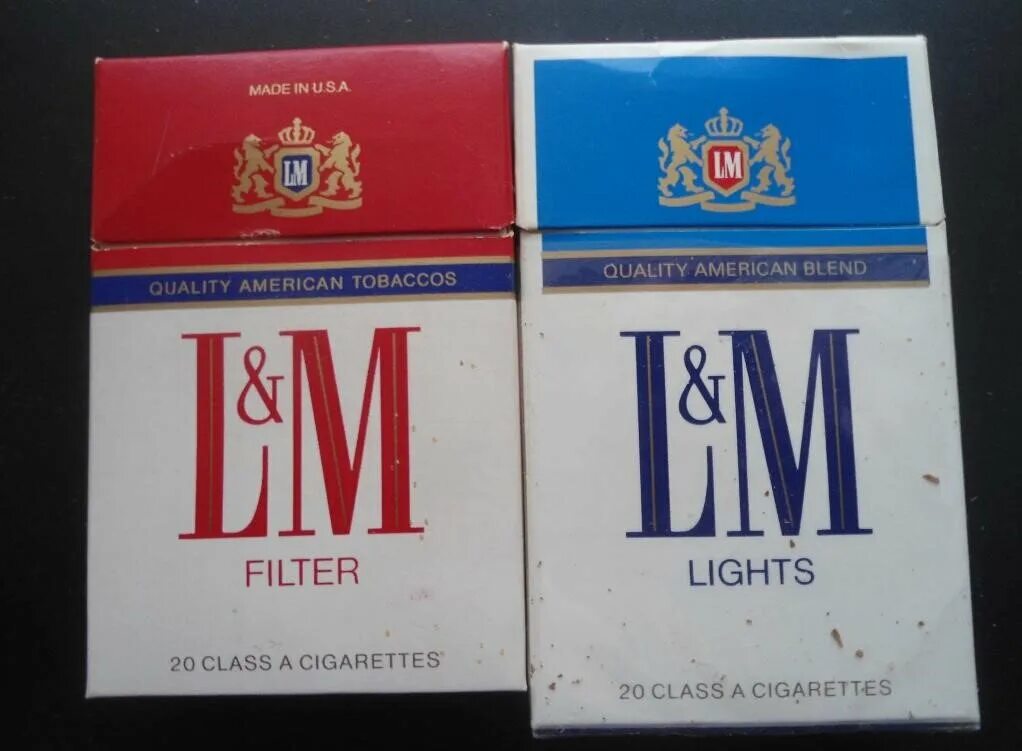 MADE IN U.S.A.
LM
QUALITY AMERICAN TOBACCOS
L&M
FILTER
20 CLASS A CIGARETTES
LM
QUALITY AMERICAN BLEND
L&M
LIGHTS
20 CLASS A CIGARETTES